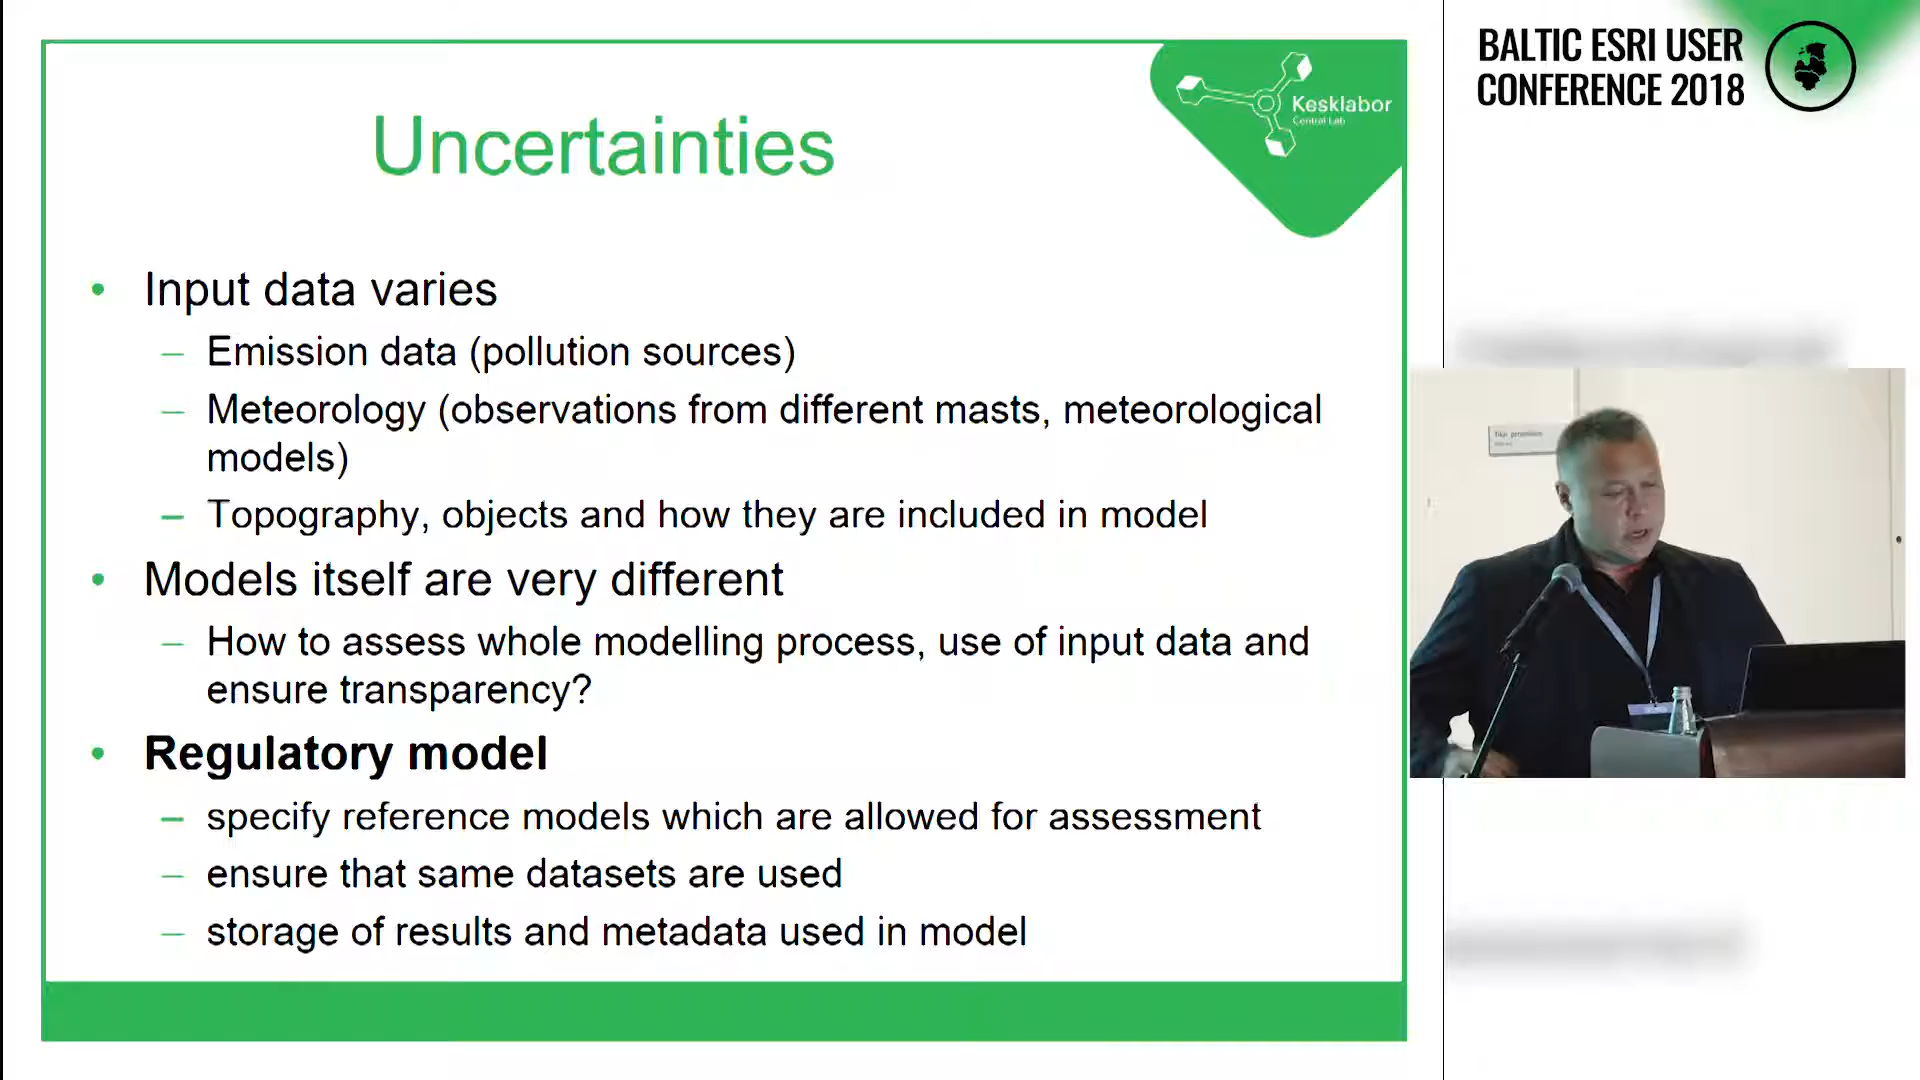 BALTIC ESRI USER
CONFERENCE 2018
Kesklabor
Central Lab
Uncertainties
• Input data varies
– Emission data (pollution sources)
– Meteorology (observations from different masts, meteorological
models)
– Topography, objects and how they are included in model
• Models itself are very different
– How to assess whole modelling process, use of input data and
ensure transparency?
• Regulatory model
– specify reference models which are allowed for assessment
– ensure that same datasets are used
– storage of results and metadata used in model